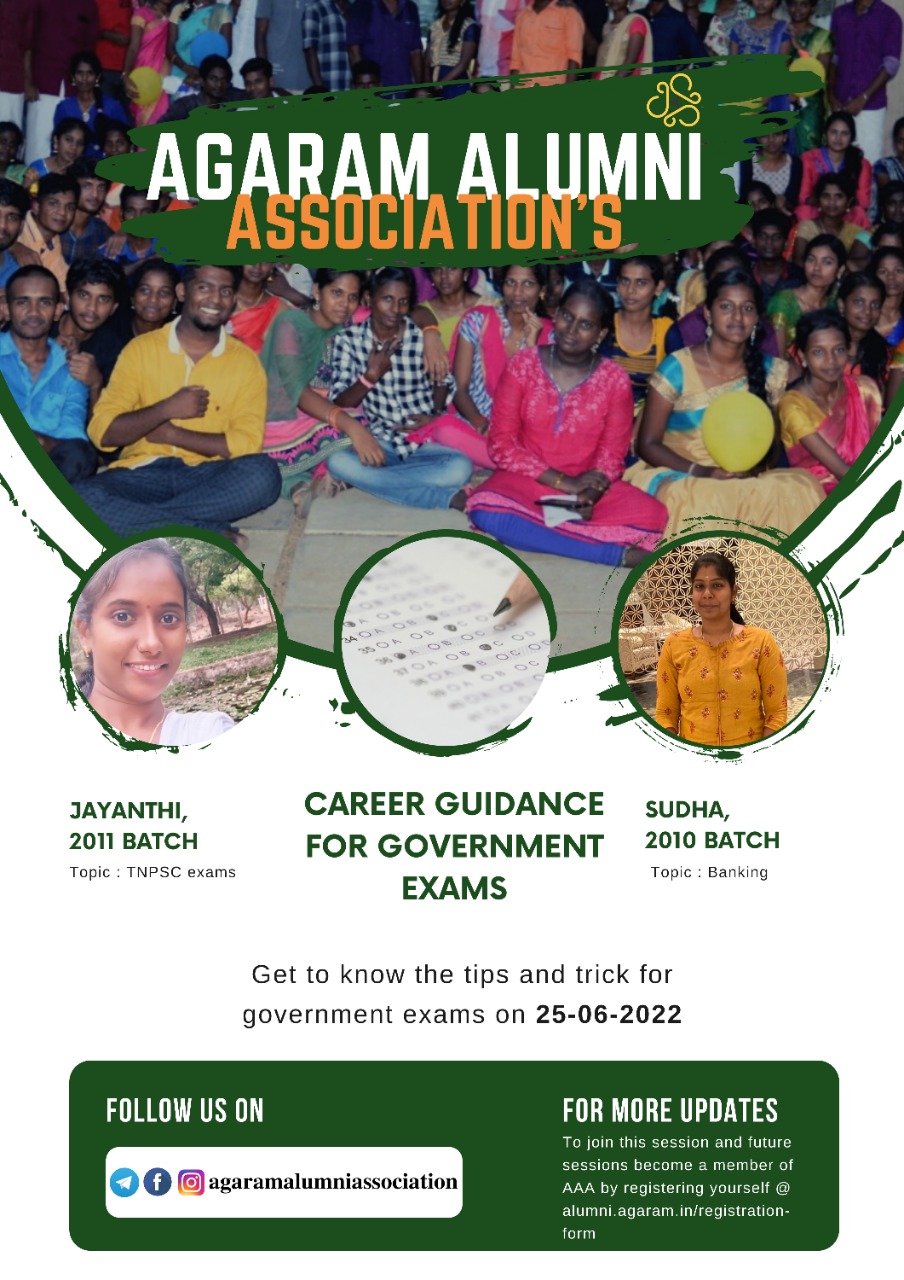 AGARAM ALUMNI
ASSOCIATION'S
JAYANTHI,
2011 BATCH
Topic : TNPSC exams
CAREER GUIDANCE
FOR GOVERNMENT
EXAMS
SUDHA,
2010 BATCH
Topic : Banking
Get to know the tips and trick for
government exams on 25-06-2022
FOLLOW US ON
agaramalumniassociation
FOR MORE UPDATES
To join this session and future
sessions become a member of
AAA by registering yourself @
alumni.agaram.in/registration-
form